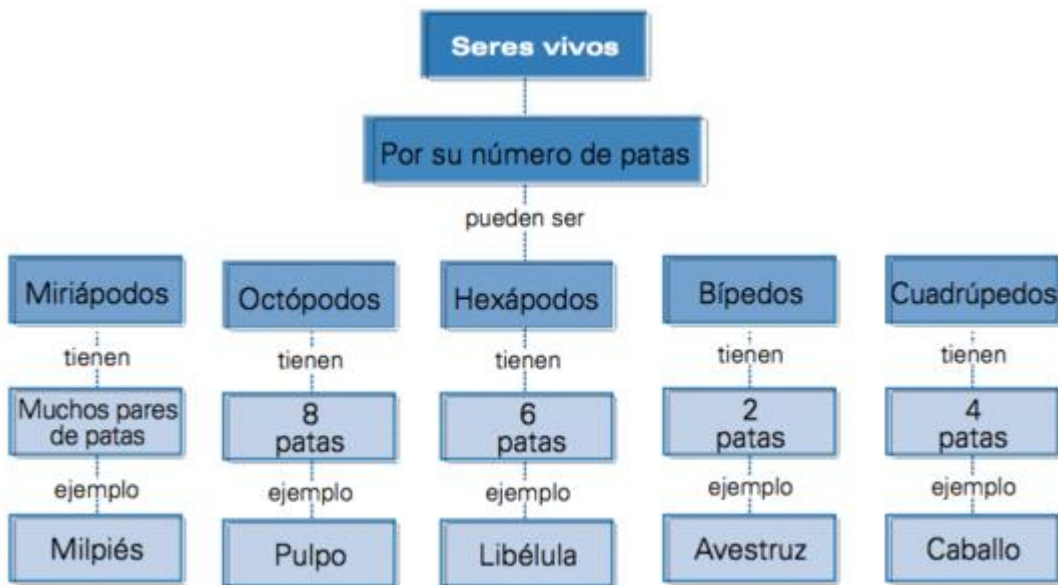 Seres vivos
Por su número de patas
pueden ser
Miriápodos
Octópodos
Hexápodos
Bípedos
Cuadrúpedos
tienen
tienen
tienen
tienen
tienen
Muchos pares
de patas
8
patas
6
patas
2
patas
4
patas
ejemplo
ejemplo
ejemplo
ejemplo
ejemplo
Milpiés
Pulpo
Libélula
Avestruz
Caballo